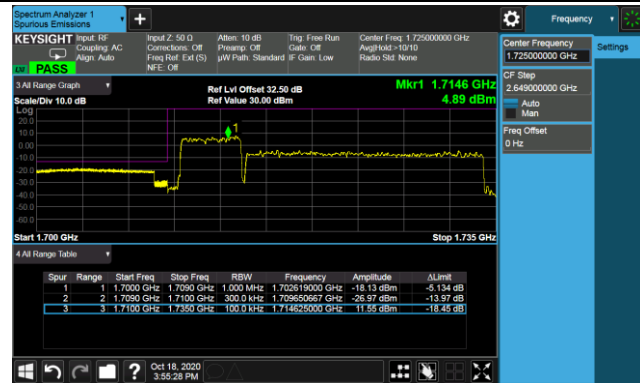 Spectrum Analyzer 1
Spurious Emissions
Frequency
KEYSIGHT
Input: RF
Coupling: AC
Align: Auto
Input Z: 50 Ω
Corrections: Off
Freq Ref: Ext (S)
NFE: Off
Atten: 10 dB
Preamp: Off
µW Path: Standard
Trig: Free Run
Gate: Off
IF Gain: Low
Center Freq: 1.725000000 GHz
Avg|Hold:>10/10
Radio Std: None
LXI
PASS
Center Frequency
1.725000000 GHz
Settings
CF Step
2.649000000 GHz
Auto
Man
Freq Offset
0 Hz
3 All Range Graph
Ref Lvl Offset 32.50 dB
Mkr1 1.7146 GHz
Scale/Div 10.0 dB
Ref Value 30.00 dBm
4.89 dBm
Log
20.0
10.0
0.00
-10.0
-20.0
-30.0
-40.0
-50.0
-60.0
1
Start 1.700 GHz
Stop 1.735 GHz
4 All Range Table
Spur Range Start Freq Stop Freq RBW Frequency Amplitude ΔLimit
1 1 1.7000 GHz 1.7090 GHz 1.000 MHz 1.702619000 GHz -18.13 dBm -5.134 dB
2 2 1.7090 GHz 1.7100 GHz 300.0 kHz 1.709650667 GHz -26.97 dBm -13.97 dB
3 3 1.7100 GHz 1.7350 GHz 100.0 kHz 1.714625000 GHz 11.55 dBm -18.45 dB
Oct 18, 2020
3:55:28 PM